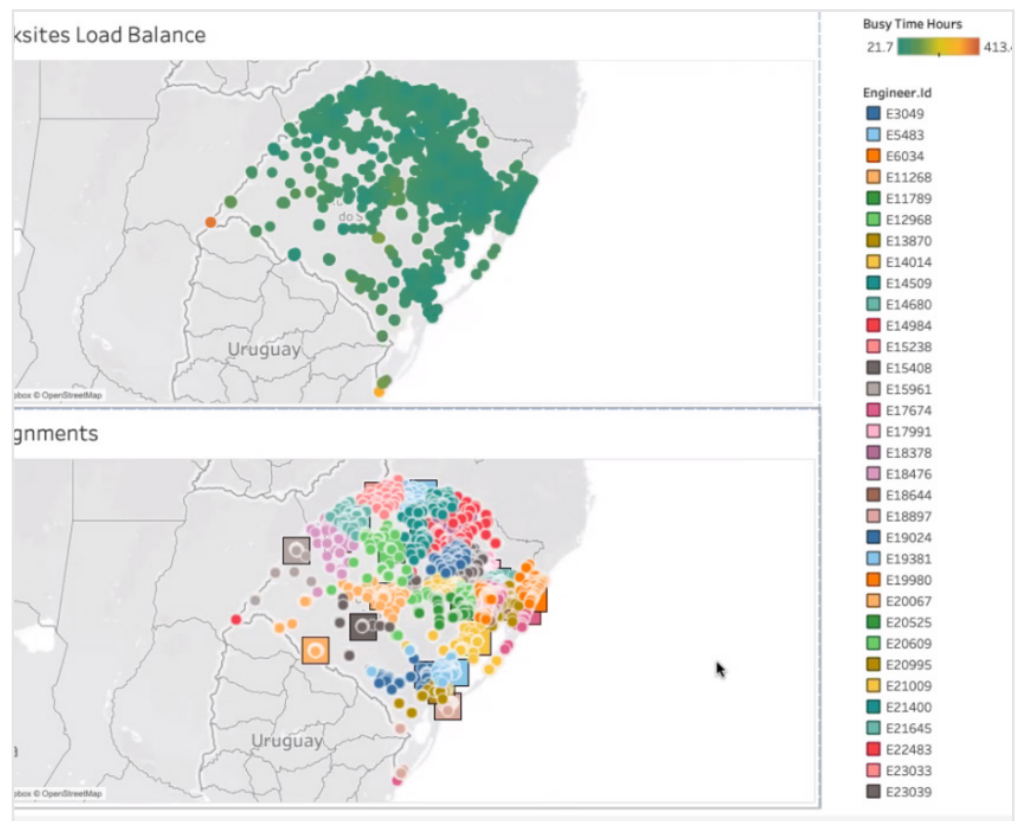 ksites Load Balance
do S
Uruguay
pbox © OpenStreetMap
gnments
Uruguay
a
pbox © OpenStreetMap
Busy Time Hours
21.7 413.
Engineer.Id
E3049
E5483
E6034
E11268
E11789
E12968
E13870
E14014
E14509
E14680
E14984
E15238
E15408
E15961
E17674
E17991
E18378
E18476
E18644
E18897
E19024
E19381
E19980
E20067
E20525
E20609
E20995
E21009
E21400
E21645
E22483
E23033
E23039